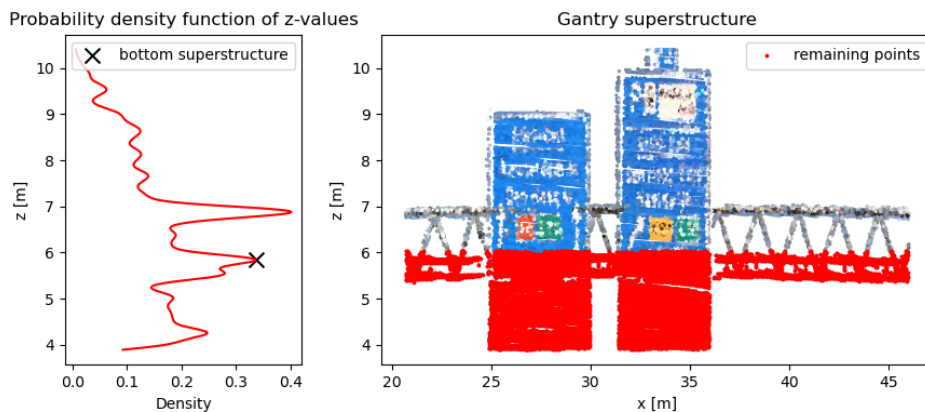 Probability density function of z-values
bottom superstructure
z [m]
10
9
8
7
6
5
4
0.0 0.1 0.2 0.3 0.4
Density
Gantry superstructure
remaining points
z [m]
10
9
8
7
6
5
4
20 25 30 35 40 45
x [m]